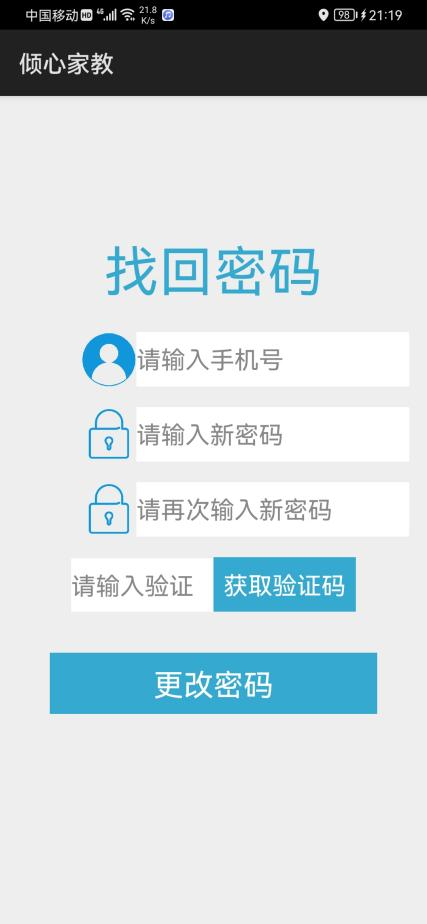 中国移动 HD 4G 21.8 K/s 98 21:19
倾心家教
找回密码
请输入手机号
请输入新密码
请再次输入新密码
请输入验证 获取验证码
更改密码